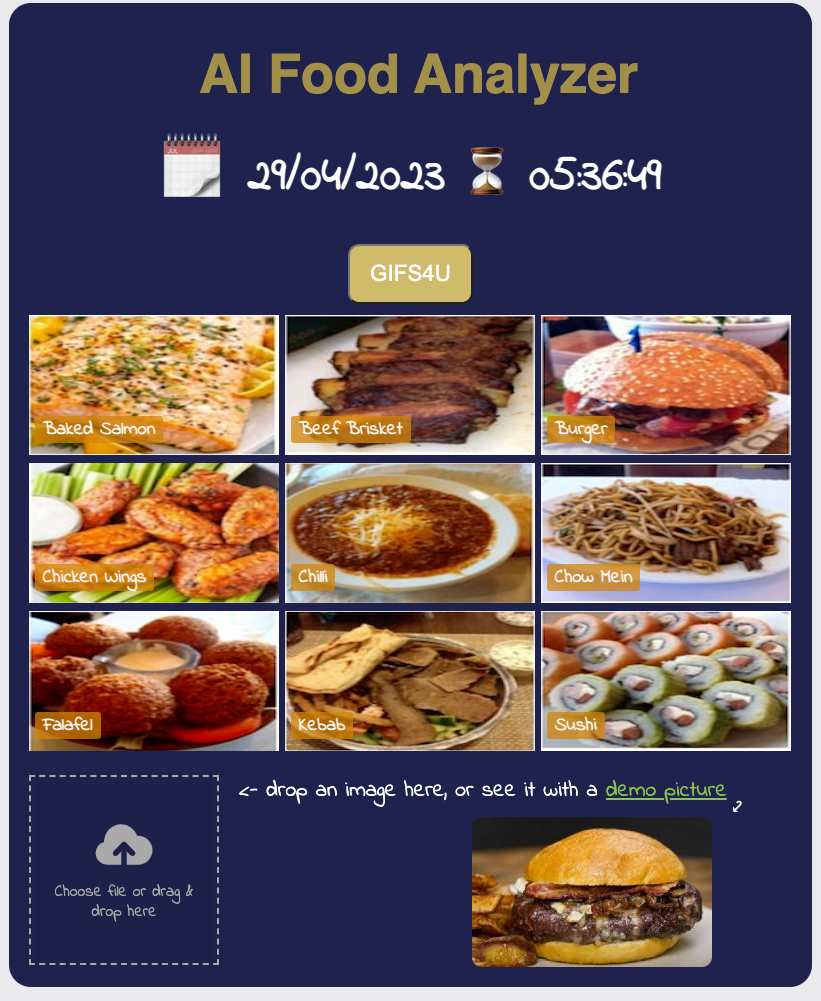 AI Food Analyzer
JUL
29/04/2023 05:36:49
GIFS4U
Baked Salmon
Beef Brisket
Burger
Chicken Wings
Chilli
Chow Mein
Falafel
Kebab
Sushi
<- drop an image here, or see it with a demo picture
Choose file or drag &
drop here